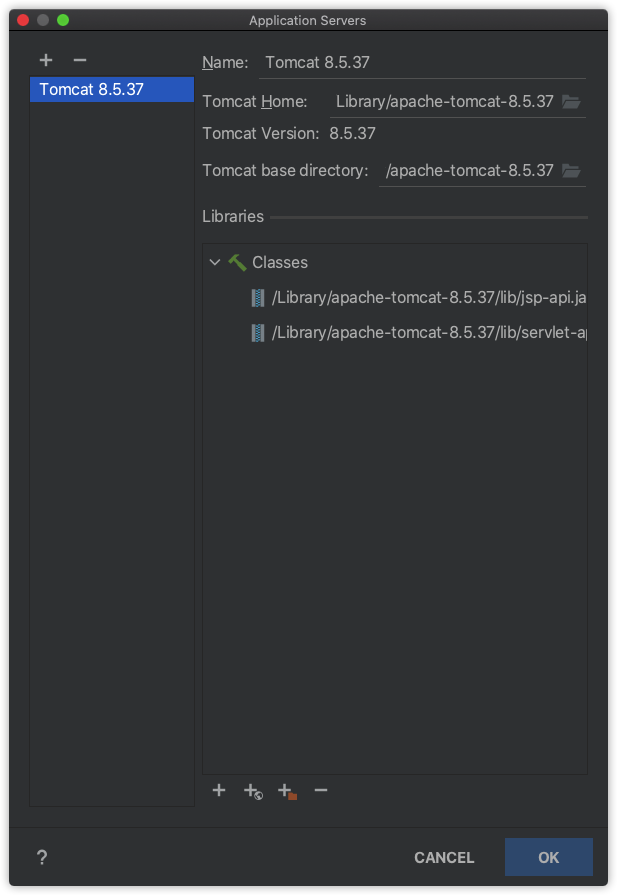 Application Servers
Tomcat 8.5.37
Name: Tomcat 8.5.37
Tomcat Home: Library/apache-tomcat-8.5.37
Tomcat Version: 8.5.37
Tomcat base directory: /apache-tomcat-8.5.37
Libraries
Classes
/Library/apache-tomcat-8.5.37/lib/jsp-api.ja
/Library/apache-tomcat-8.5.37/lib/servlet-ap
?
CANCEL
OK